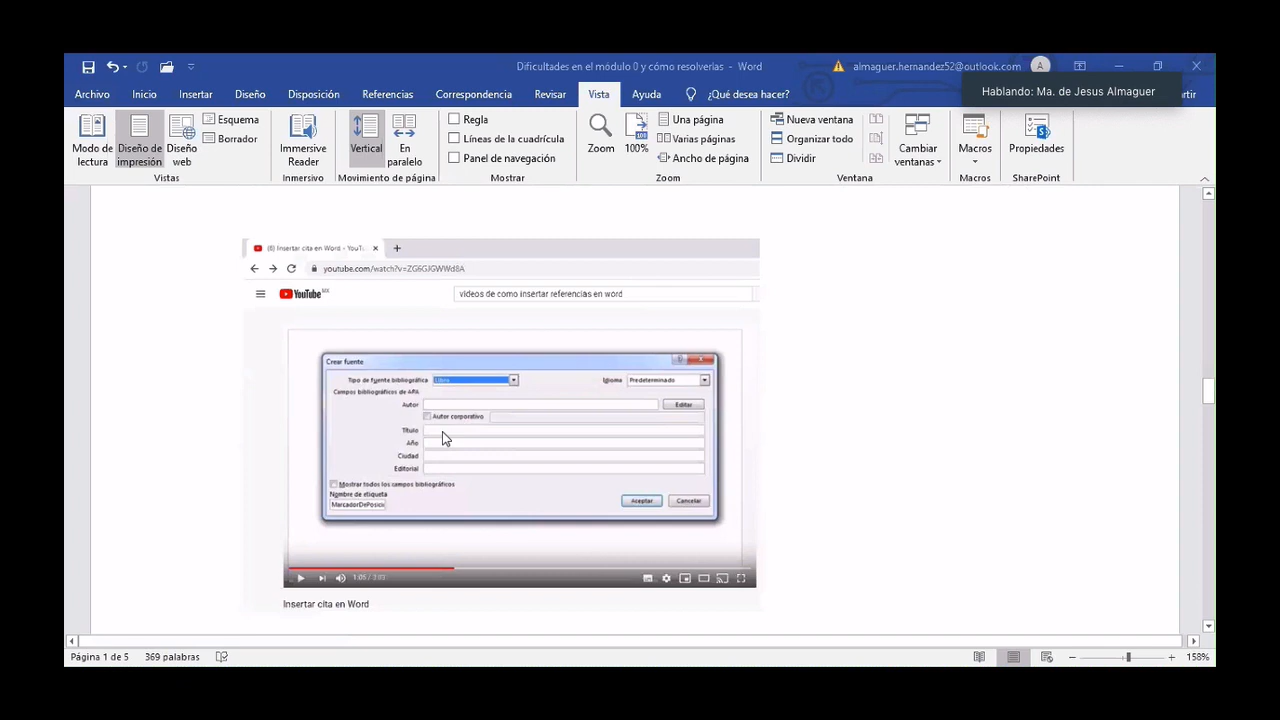 Dificultades en el módulo 0 y cómo resolverlas - Word
almaguer.hernandez52@outlook.com
A
Hablando: Ma. de Jesus Almaguer
Archivo Inicio Insertar Diseño Disposición Referencias Correspondencia Revisar Vista Ayuda ¿Qué desea hacer?
Modo de lectura
Diseño de impresión
Diseño web
Esquema
Borrador
Vistas
Immersive Reader
Inmersivo
Vertical
En paralelo
Movimiento de página
Regla
Líneas de la cuadrícula
Panel de navegación
Mostrar
Zoom
100%
Una página
Varias páginas
Ancho de página
Zoom
Nueva ventana
Organizar todo
Dividir
Cambiar ventanas
Ventana
Macros
Macros
Propiedades
SharePoint
(8) Insertar cita en Word - YouT
youtube.com/watch?v=ZG6GJGWWd8A
YouTube MX
videos de como insertar referencias en word
Crear fuente
Tipo de fuente bibliográfica Libro Idioma Predeterminado
Campos bibliográficos de APA
Autor Editar
Autor corporativo
Título
Año
Ciudad
Editorial
Mostrar todos los campos bibliográficos
Nombre de etiqueta
MarcadorDePosici
Aceptar Cancelar
Insertar cita en Word
Página 1 de 5 369 palabras 158%